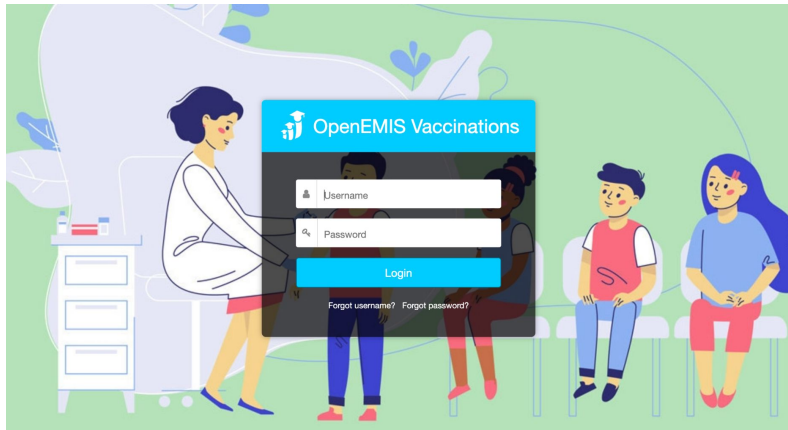 OpenEMIS Vaccinations
Username
Password
Login
Forgot username? Forgot password?